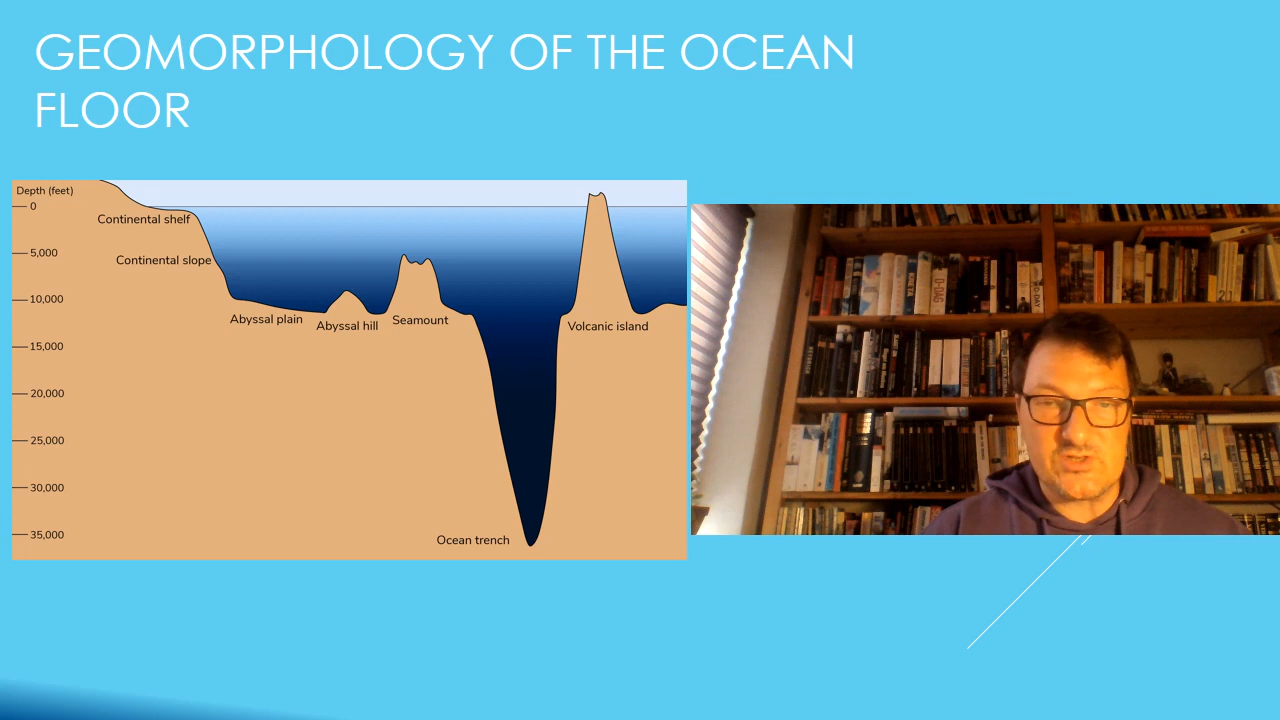 GEOMORPHOLOGY OF THE OCEAN
FLOOR
Depth (feet)
0
Continental shelf
5,000
Continental slope
10,000
Abyssal plain
Abyssal hill
Seamount
Volcanic island
15,000
20,000
25,000
30,000
35,000
Ocean trench